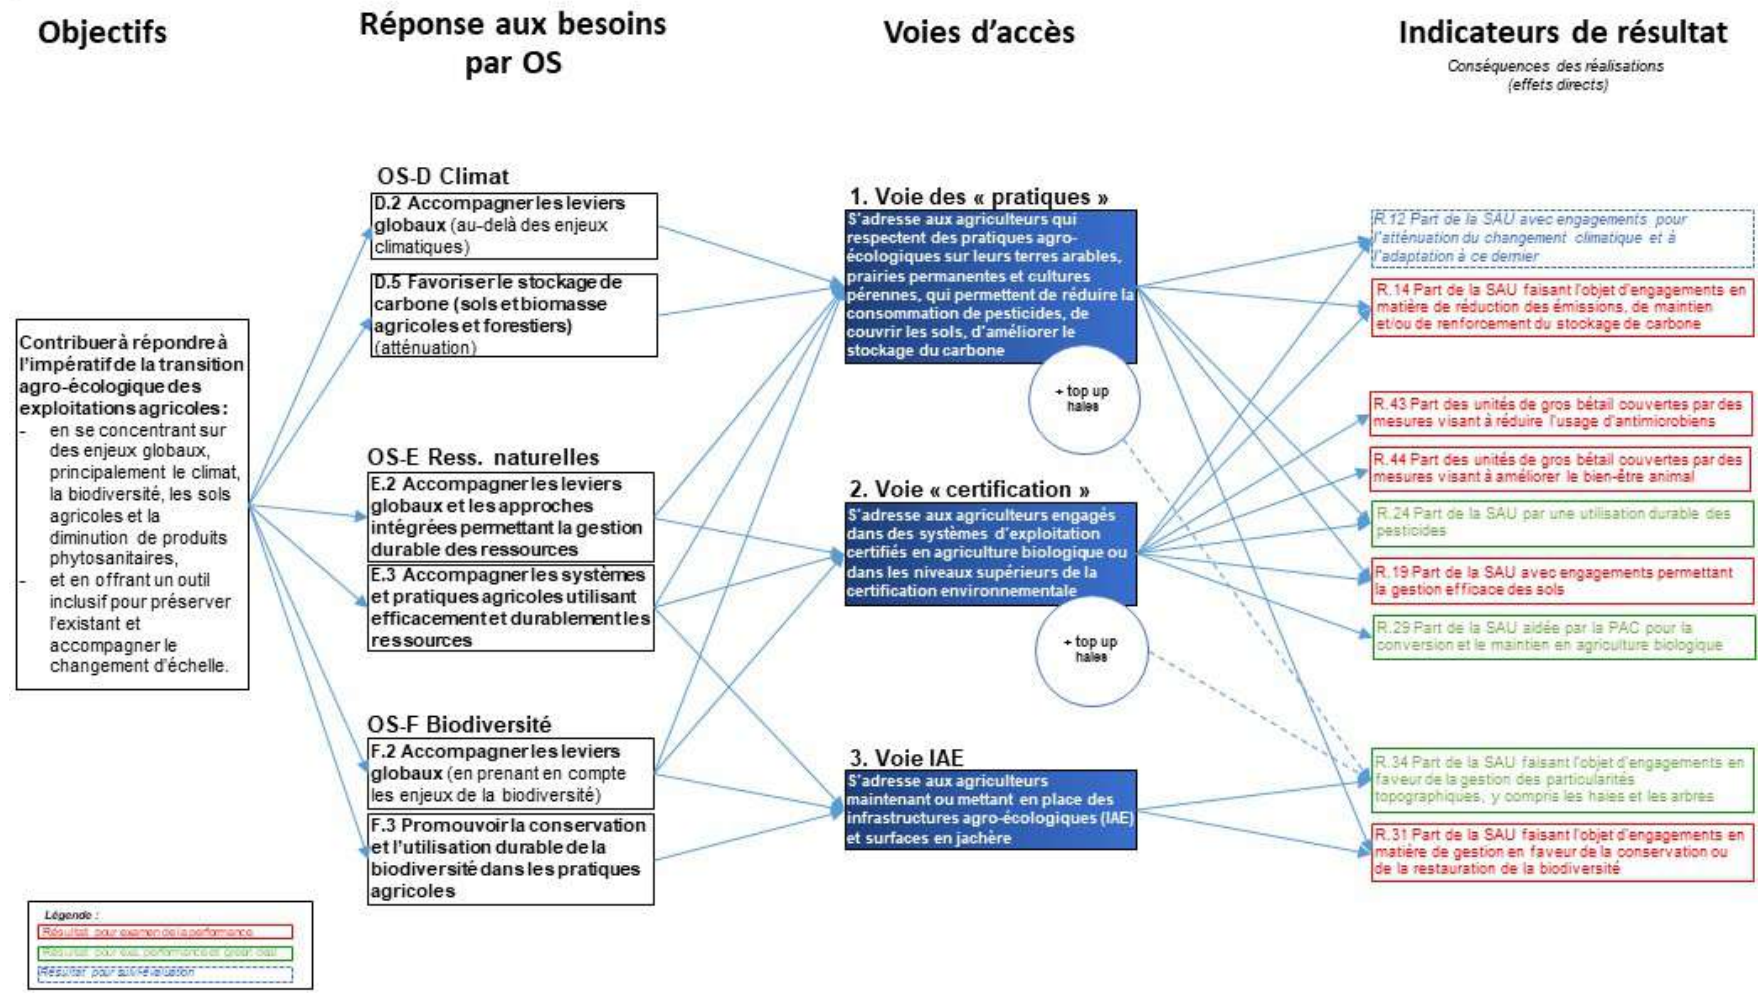 Objectifs
Réponse aux besoins
par OS
Voies d'accès
Indicateurs de résultat
Conséquences des réalisations
(effets directs)
Contribuer à répondre à
l'impératif de la transition
agro-écologique des
exploitations agricoles :
- en se concentrant sur
des enjeux globaux,
principalement le climat,
la biodiversité, les sols
agricoles et la
diminution de produits
phytosanitaires,
- et en offrant un outil
inclusif pour préserver
l'existant et
accompagner le
changement d'échelle.
OS-D Climat
D.2 Accompagner les leviers
globaux (au-delà des enjeux
climatiques)
D.5 Favoriser le stockage de
carbone (sols et biomasse
agricoles et forestiers)
(atténuation)
OS-E Ress. naturelles
E.2 Accompagner les leviers
globaux et les approches
intégrées permettant la gestion
durable des ressources
E.3 Accompagner les systèmes
et pratiques agricoles utilisant
efficacement et durablement les
ressources
OS-F Biodiversité
F.2 Accompagner les leviers
globaux (en prenant en compte
les enjeux de la biodiversité)
F.3 Promouvoir la conservation
et l'utilisation durable de la
biodiversité dans les pratiques
agricoles
1. Voie des « pratiques »
S'adresse aux agriculteurs qui
respectent des pratiques agro-
écologiques sur leurs terres arables,
prairies permanentes et cultures
pérennes, qui permettent de réduire la
consommation de pesticides, de
couvrir les sols, d'améliorer le
stockage du carbone
+ top up
haies
2. Voie « certification »
S'adresse aux agriculteurs engagés
dans des systèmes d'exploitation
certifiés en agriculture biologique ou
dans les niveaux supérieurs de la
certification environnementale
+ top up
haies
3. Voie IAE
S'adresse aux agriculteurs
maintenant ou mettant en place des
infrastructures agro-écologiques (IAE)
et surfaces en jachère
R.12 Part de la SAU avec engagements pour
l'atténuation du changement climatique et à
l'adaptation à ce dernier
R.14 Part de la SAU faisant l'objet d'engagements en
matière de réduction des émissions, de maintien
et/ou de renforcement du stockage de carbone
R.43 Part des unités de gros bétail couvertes par des
mesures visant à réduire l'usage d'antimicrobiens
R.44 Part des unités de gros bétail couvertes par des
mesures visant à améliorer le bien-être animal
R.24 Part de la SAU par une utilisation durable des
pesticides
R.19 Part de la SAU avec engagements permettant
la gestion efficace des sols
R.29 Part de la SAU aidée par la PAC pour la
conversion et le maintien en agriculture biologique
R.34 Part de la SAU faisant l'objet d'engagements en
faveur de la gestion des particularités
topographiques, y compris les haies et les arbres
R.31 Part de la SAU faisant l'objet d'engagements en
matière de gestion en faveur de la conservation ou
de la restauration de la biodiversité
Légende :
Résultat pour examen de la performance
Résultat pour exa. performance et green deal
Résultat pour suivi-évaluation